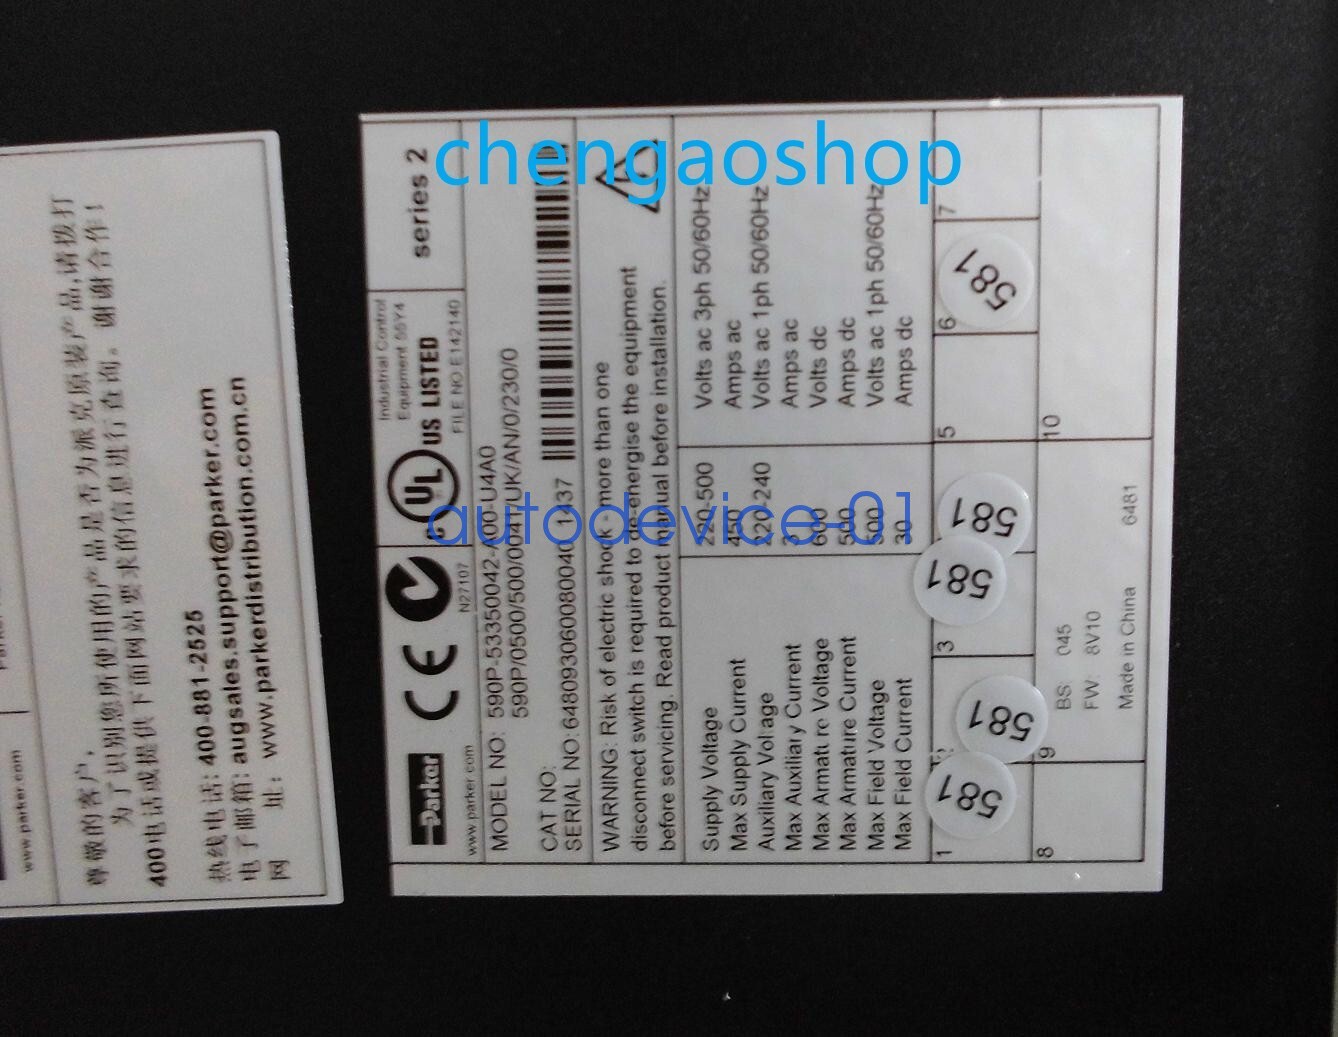 chengaoshop
autodevice-01
www.parker.com
尊敬的客户,
为了识别您所使用的产品是否为派克原装产品,请拨打
400电话或提供下面网站要求的信息进行查询。谢谢合作!
热线电话: 400-881-2525
电子邮箱: augsales.support@parker.com
网 址: www.parkerdistribution.com.cn
Parker
www.parker.com
CE
N27107
UL US LISTED
Industrial Control
Equipment 55Y4
FILE NO E142140
series 2
MODEL NO: 590P-53350042-A00-U4A0
590P/0500/500/0041/UK/AN/0/230/0
CAT NO:
SERIAL NO: 1437
WARNING: Risk of electric shock - more than one
disconnect switch is required to de-energise the equipment
before servicing. Read product manual before installation.
Supply Voltage 220-500 Volts ac 3ph 50/60Hz
Max Supply Current 450 Amps ac
Auxiliary Voltage 220-240 Volts ac 1ph 50/60Hz
Max Auxiliary Current Amps ac
Max Armature Voltage 600 Volts dc
Max Armature Current 500 Amps dc
Max Field Voltage 500 Volts ac 1ph 50/60Hz
Max Field Current 30 Amps dc
1 3 5 6 7
581 581 581 581 581
8 9 10
BS: 045
FW: 8V10
Made in China 6481